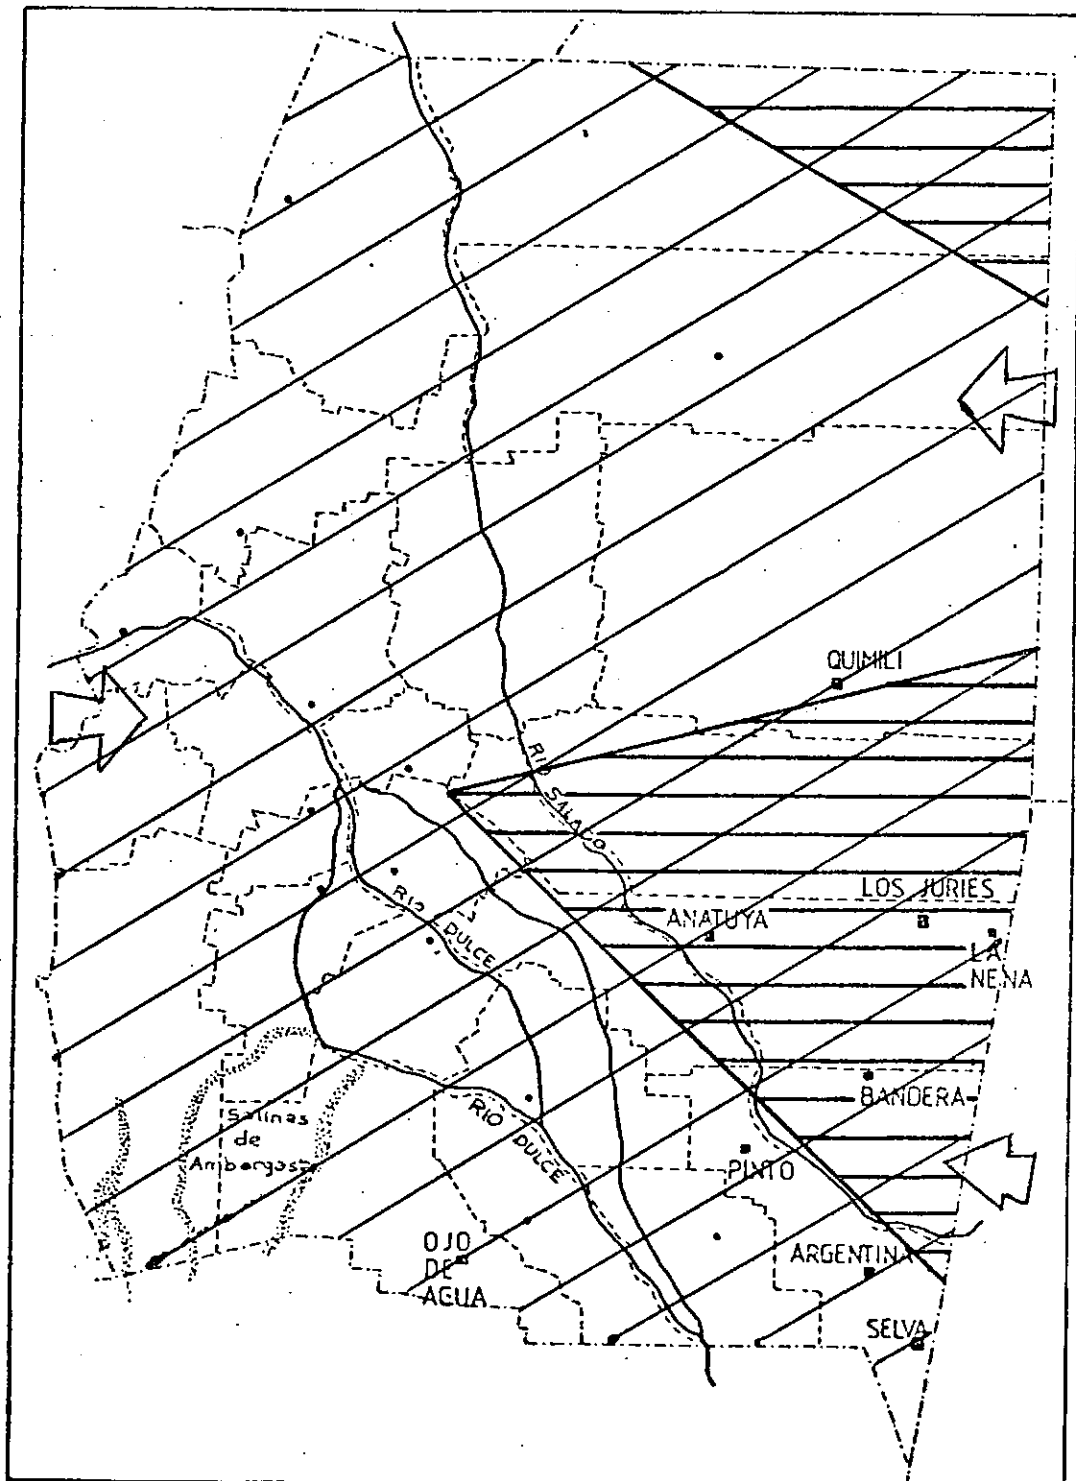 QUIMILI
RIO SALADO
LOS JURIES
ANATUYA
RIO DULCE
LA
NENA
BANDERA
RIO DULCE
Salinas
de
Ambargasta
PINTO
OJO
DE
AGUA
ARGENTINA
SELVA